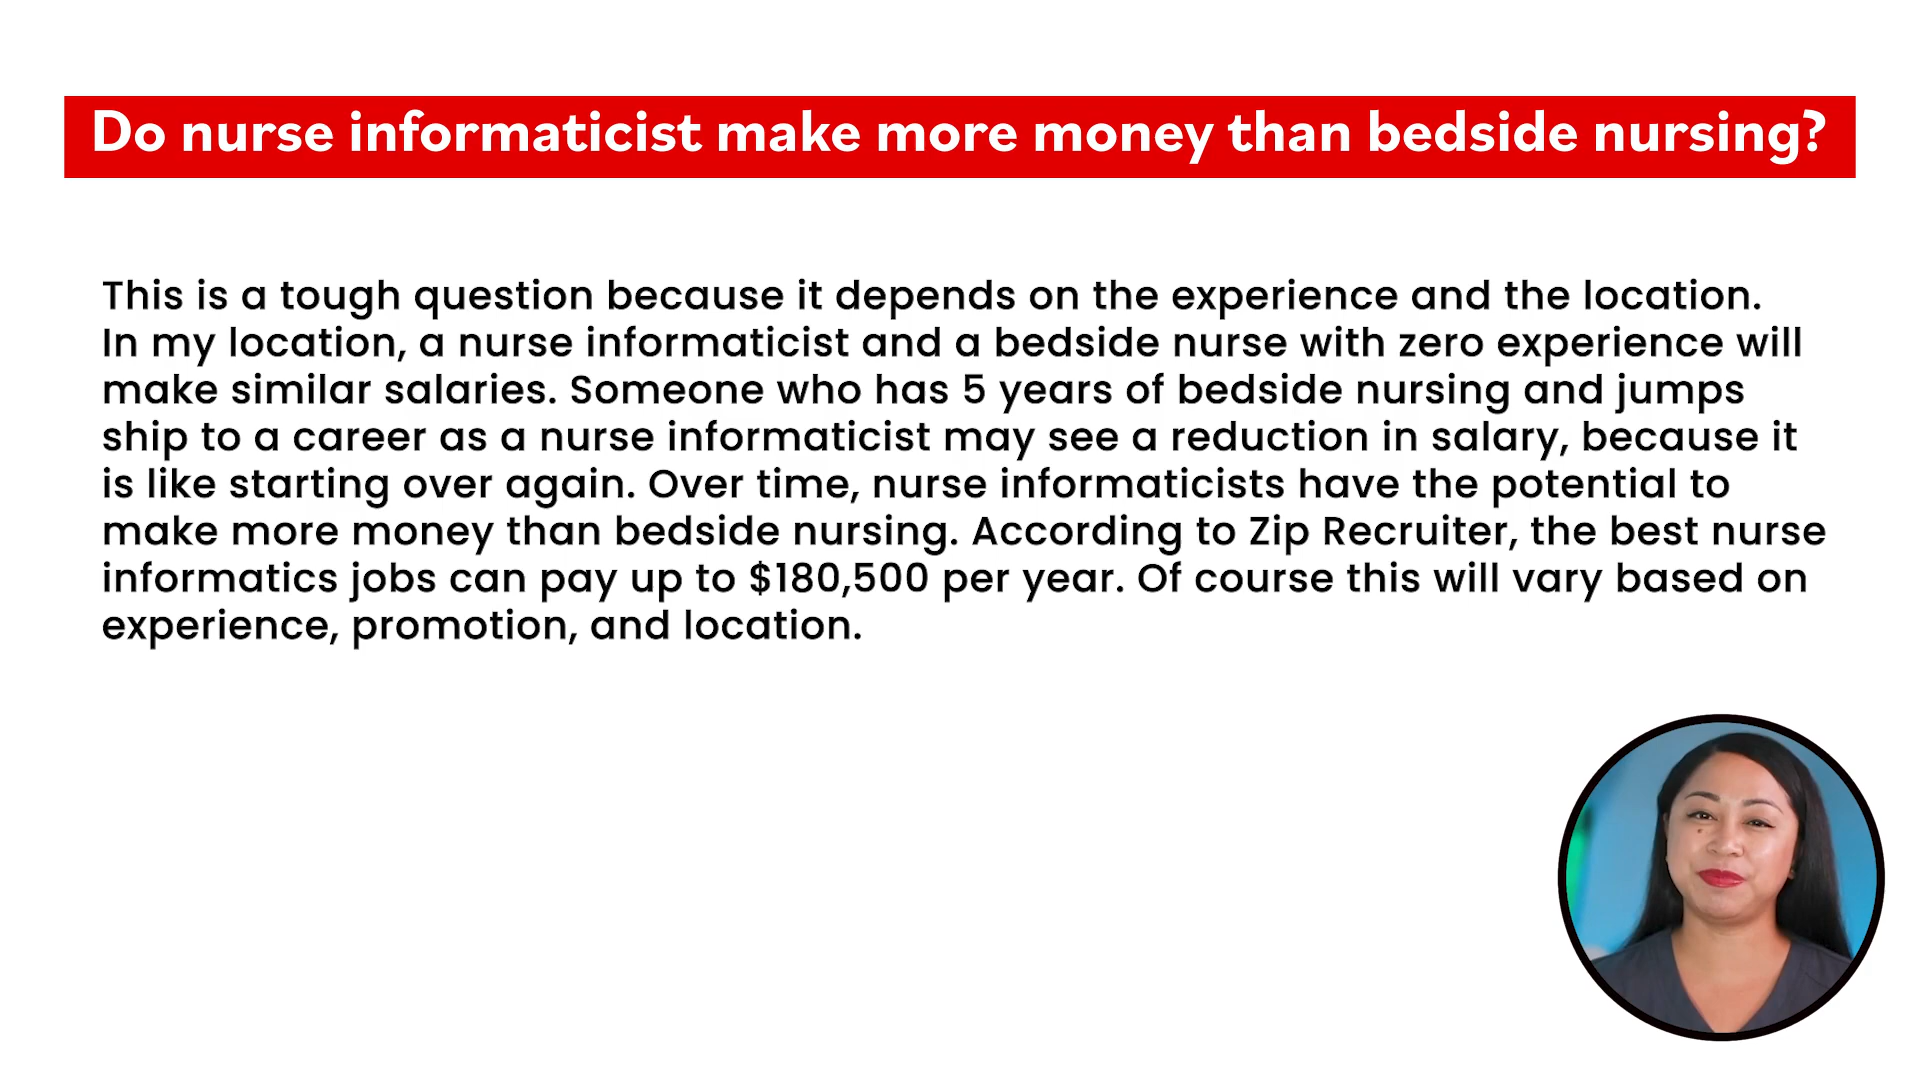 Do nurse informaticist make more money than bedside nursing?
This is a tough question because it depends on the experience and the location.
In my location, a nurse informaticist and a bedside nurse with zero experience will
make similar salaries. Someone who has 5 years of bedside nursing and jumps
ship to a career as a nurse informaticist may see a reduction in salary, because it
is like starting over again. Over time, nurse informaticists have the potential to
make more money than bedside nursing. According to Zip Recruiter, the best nurse
informatics jobs can pay up to $180,500 per year. Of course this will vary based on
experience, promotion, and location.